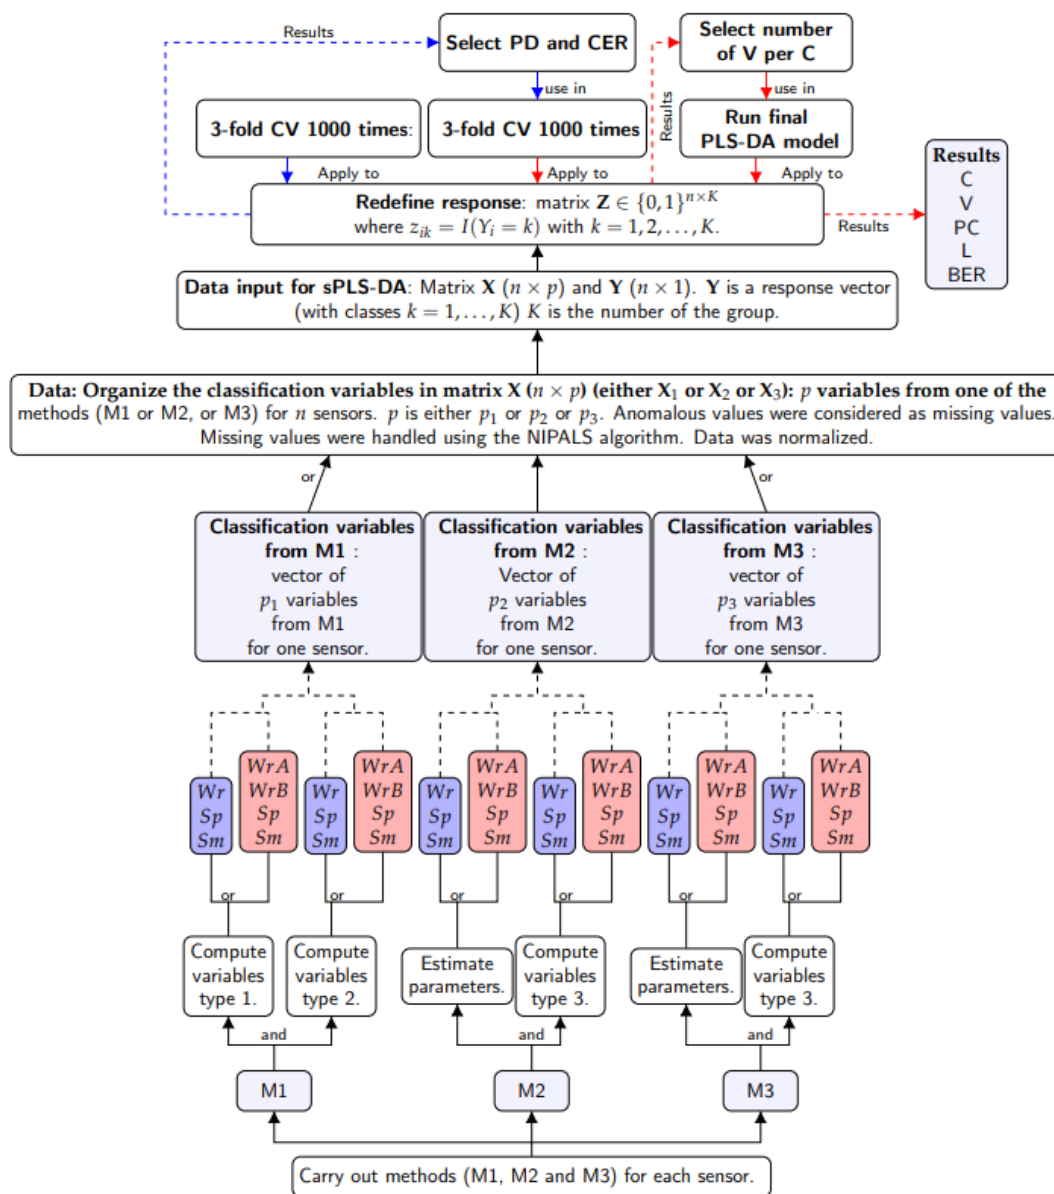 Results
Select PD and CER
Select number
of V per C
use in
use in
Results
3-fold CV 1000 times:
3-fold CV 1000 times
Run final
PLS-DA model
Apply to
Apply to
Apply to
Results
C
V
PC
L
BER
Redefine response: matrix Z ∈ {0, 1}^{n×K}
where z_{ik} = I(Y_i = k) with k = 1, 2, . . . , K.
Results
Data input for sPLS-DA: Matrix X (n × p) and Y (n × 1). Y is a response vector
(with classes k = 1, . . . , K) K is the number of the group.
Data: Organize the classification variables in matrix X (n × p) (either X₁ or X₂ or X₃): p variables from one of the
methods (M1 or M2, or M3) for n sensors. p is either p₁ or p₂ or p₃. Anomalous values were considered as missing values.
Missing values were handled using the NIPALS algorithm. Data was normalized.
or
or
Classification variables
from M1 :
vector of
p₁ variables
from M1
for one sensor.
Classification variables
from M2 :
Vector of
p₂ variables
from M2
for one sensor.
Classification variables
from M3 :
vector of
p₃ variables
from M3
for one sensor.
Wr
Sp
Sm
WrA
WrB
Sp
Sm
Wr
Sp
Sm
WrA
WrB
Sp
Sm
Wr
Sp
Sm
WrA
WrB
Sp
Sm
Wr
Sp
Sm
WrA
WrB
Sp
Sm
Wr
Sp
Sm
WrA
WrB
Sp
Sm
Wr
Sp
Sm
WrA
WrB
Sp
Sm
or
or
or
or
or
or
Compute
variables
type 1.
Compute
variables
type 2.
Estimate
parameters.
Compute
variables
type 3.
Estimate
parameters.
Compute
variables
type 3.
and
and
and
M1
M2
M3
Carry out methods (M1, M2 and M3) for each sensor.